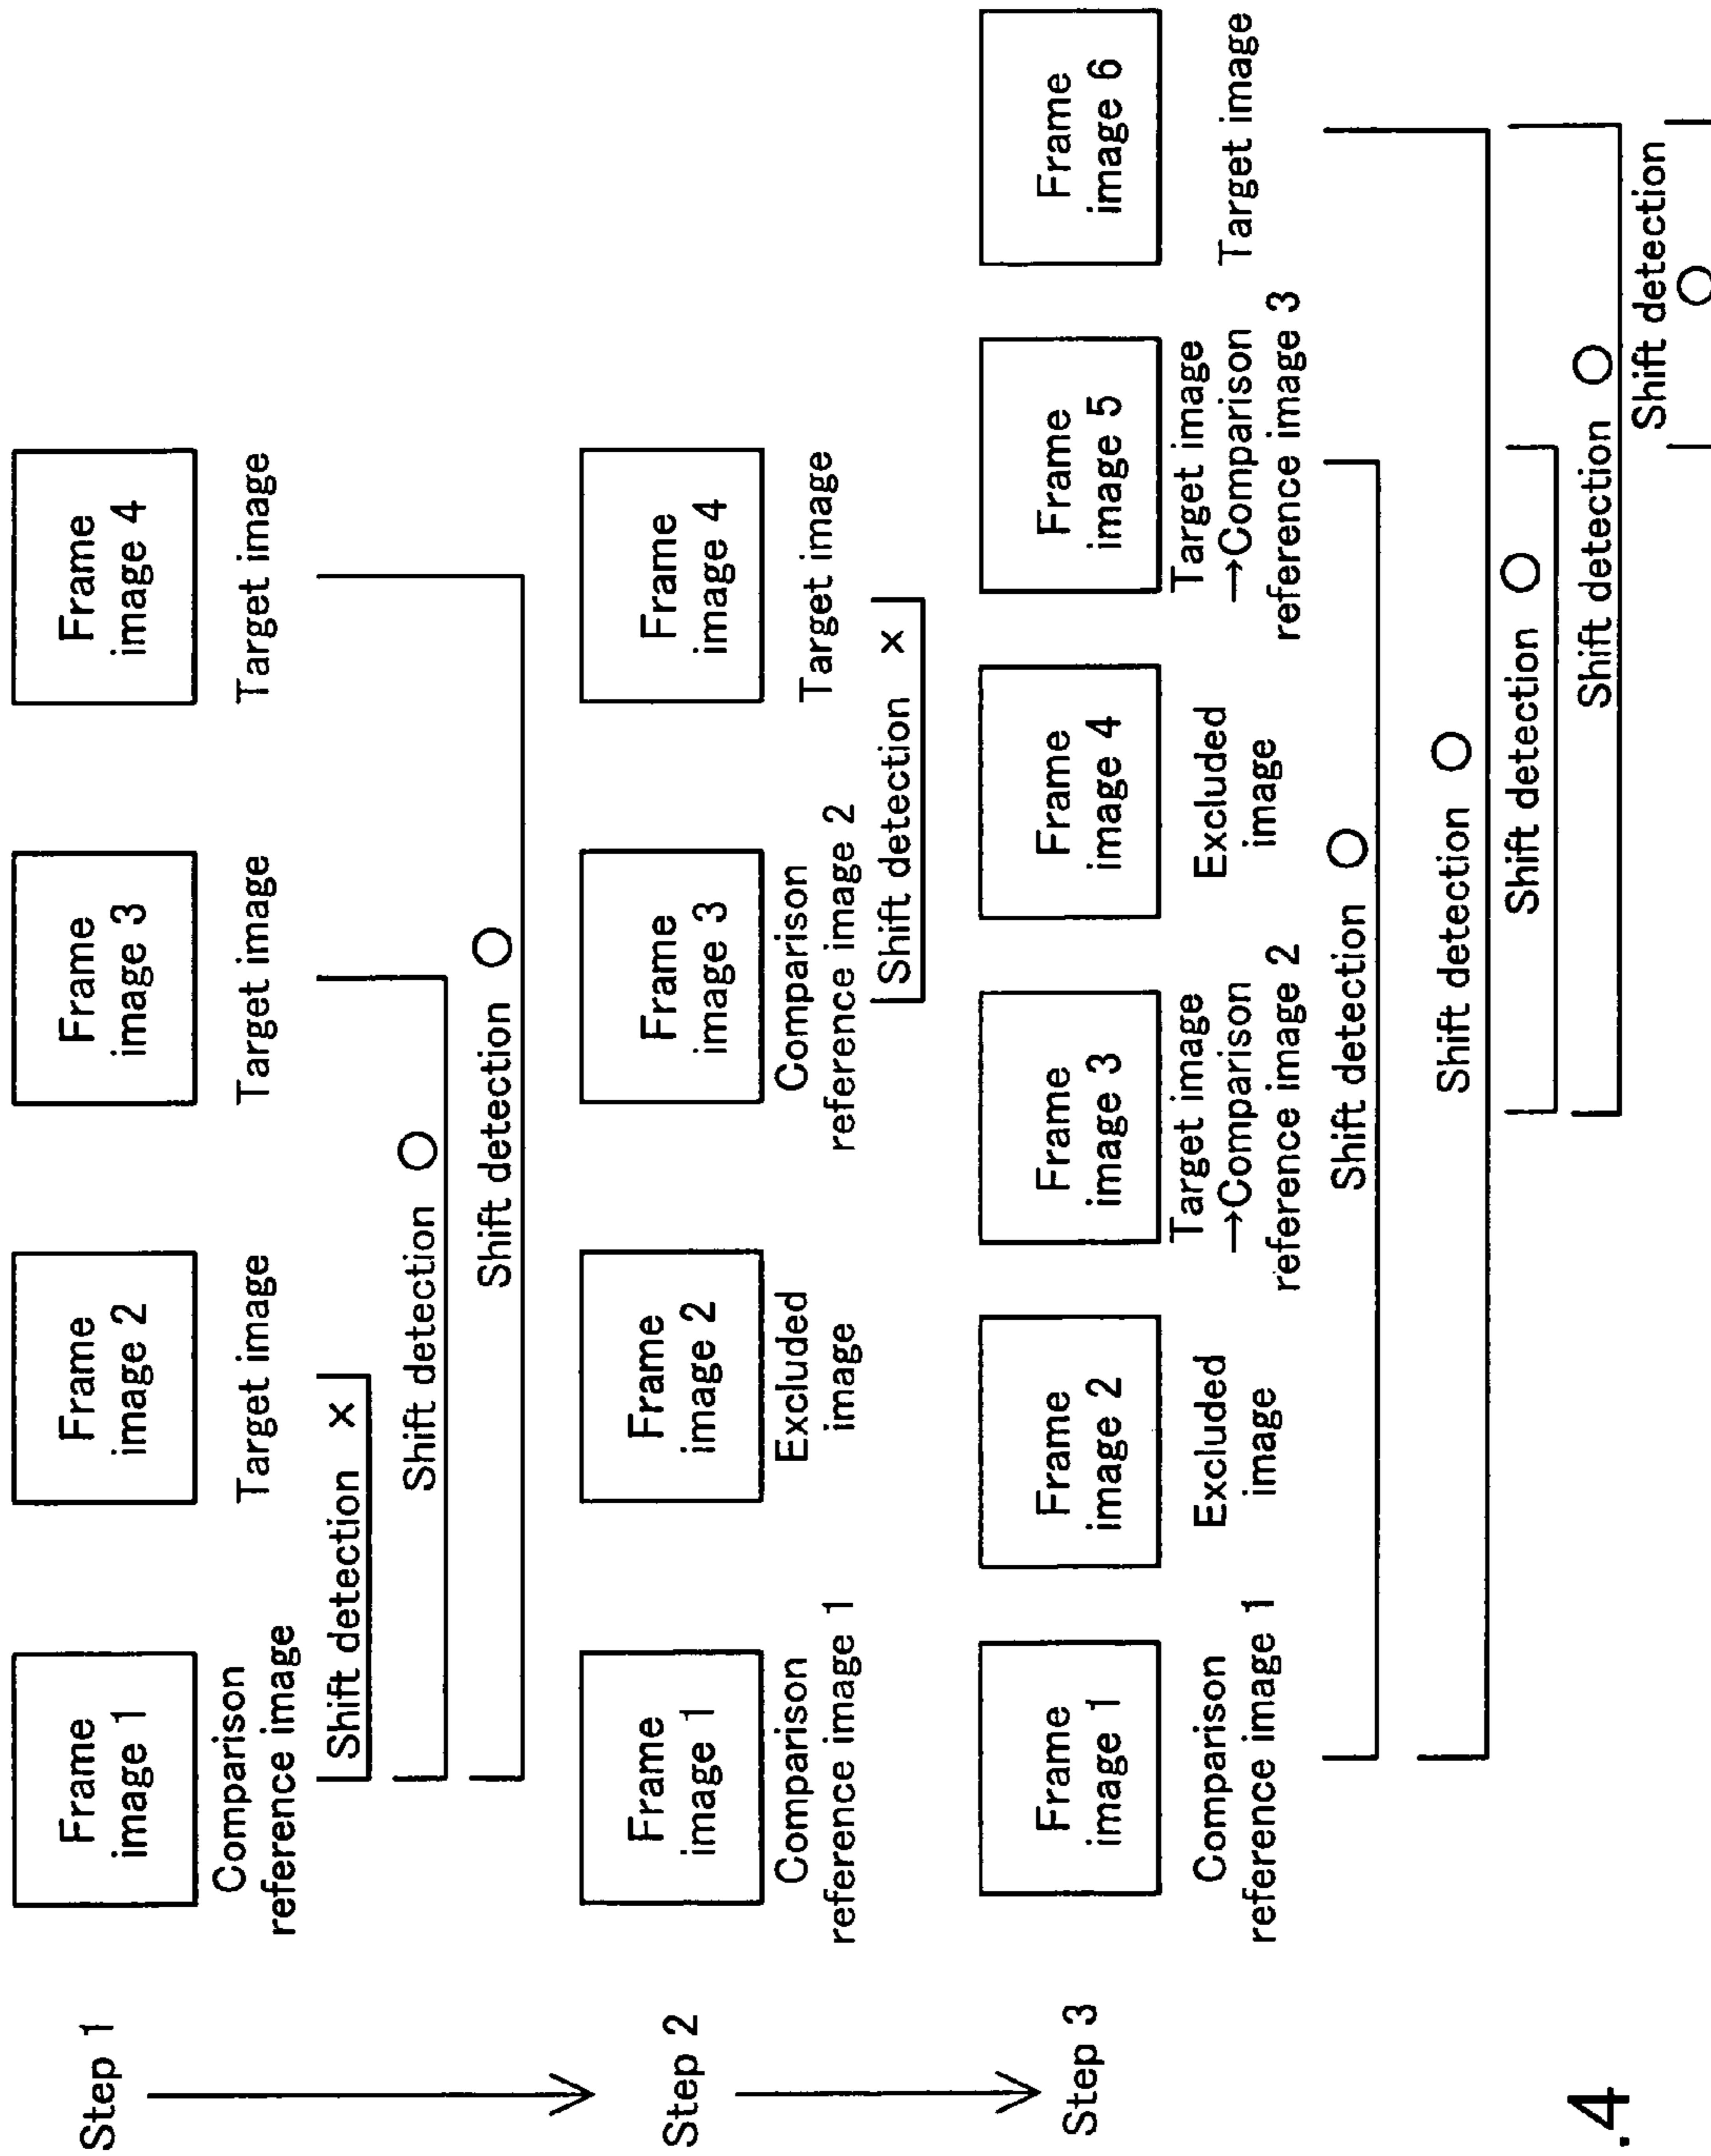 Step 1
Frame
image 1
Frame
image 2
Frame
image 3
Frame
image 4
Comparison
reference image
Target image
Target image
Target image
Shift detection ×
Shift detection ○
Shift detection ○
Step 2
Frame
image 1
Frame
image 2
Frame
image 3
Frame
image 4
Comparison
reference image 1
Excluded
image
Comparison
reference image 2
Target image
Shift detection ×
Step 3
Frame
image 1
Frame
image 2
Frame
image 3
Frame
image 4
Frame
image 5
Frame
image 6
Comparison
reference image 1
Excluded
image
Target image
→Comparison
reference image 2
Excluded
image
Target image
→Comparison
reference image 3
Target image
Shift detection ○
Shift detection ○
Shift detection ○
Shift detection ○
Shift detection
○
.4